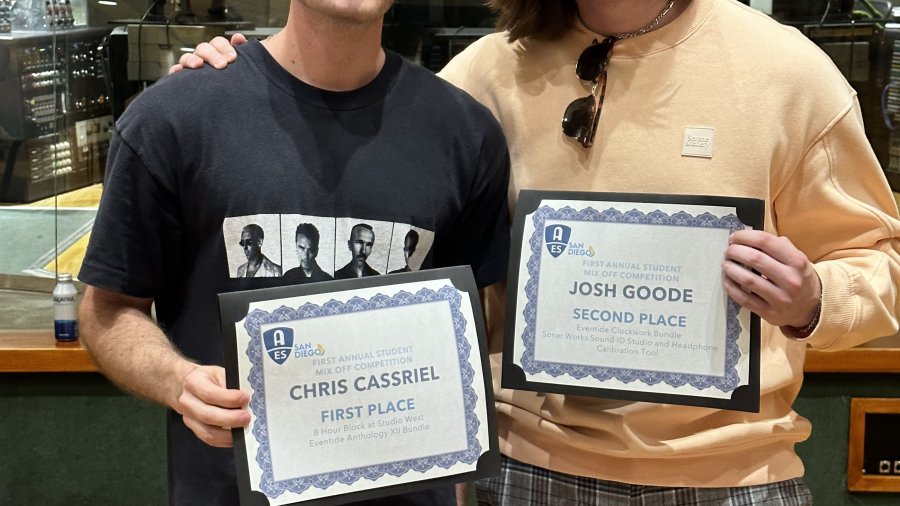 A
ES
SAN
DIEGO
FIRST ANNUAL STUDENT
MIX OFF COMPETITION
CHRIS CASSRIEL
FIRST PLACE
8 Hour Block at Studio West
Eventide Anthology XII Bundle
A
ES
SAN
DIEGO
FIRST ANNUAL STUDENT
MIX OFF COMPETITION
JOSH GOODE
SECOND PLACE
Eventide Clockwork Bundle
Sonar Works Sound ID Studio and Headphone
Calibration Tool